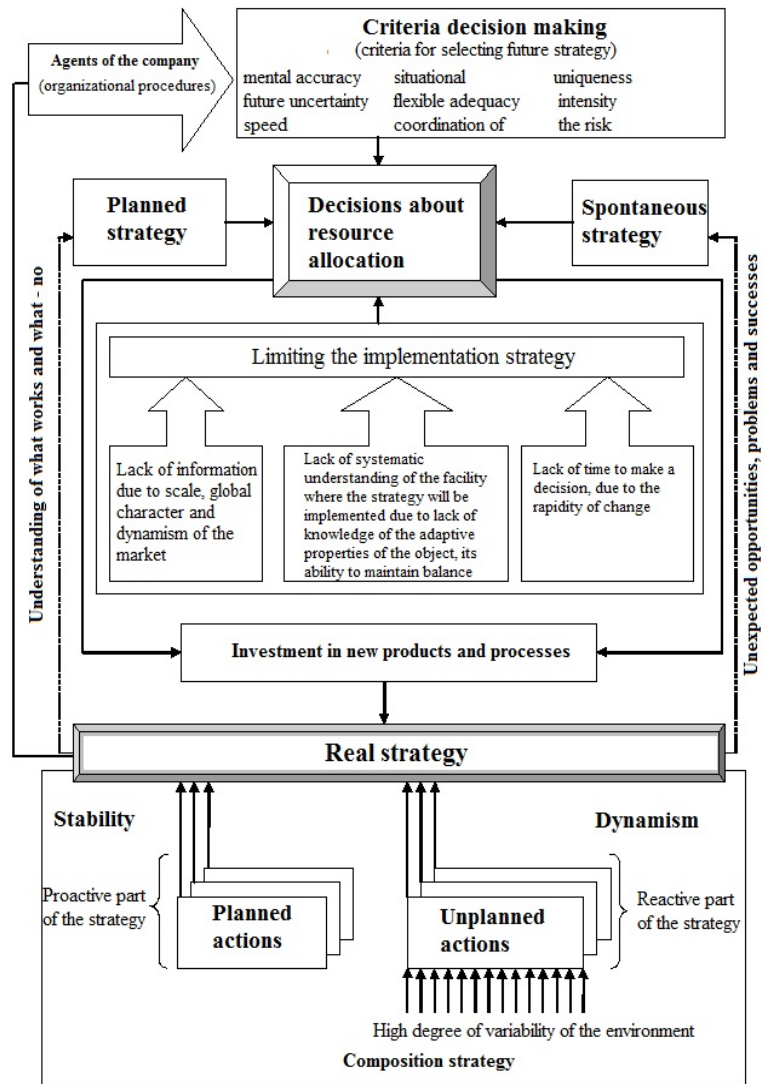 Criteria decision making
(criteria for selecting future strategy)
mental accuracy situational uniqueness
future uncertainty flexible adequacy intensity
speed coordination of the risk
Agents of the company
(organizational procedures)
Planned
strategy
Decisions about
resource
allocation
Spontaneous
strategy
Understanding of what works and what - no
Unexpected opportunities, problems and successes
Limiting the implementation strategy
Lack of information
due to scale, global
character and
dynamism of the
market
Lack of systematic
understanding of the facility
where the strategy will be
implemented due to lack of
knowledge of the adaptive
properties of the object, its
ability to maintain balance
Lack of time to make a
decision, due to the
rapidity of change
Investment in new products and processes
Real strategy
Stability
Dynamism
Proactive part
of the strategy
Planned
actions
Unplanned
actions
Reactive part
of the strategy
High degree of variability of the environment
Composition strategy